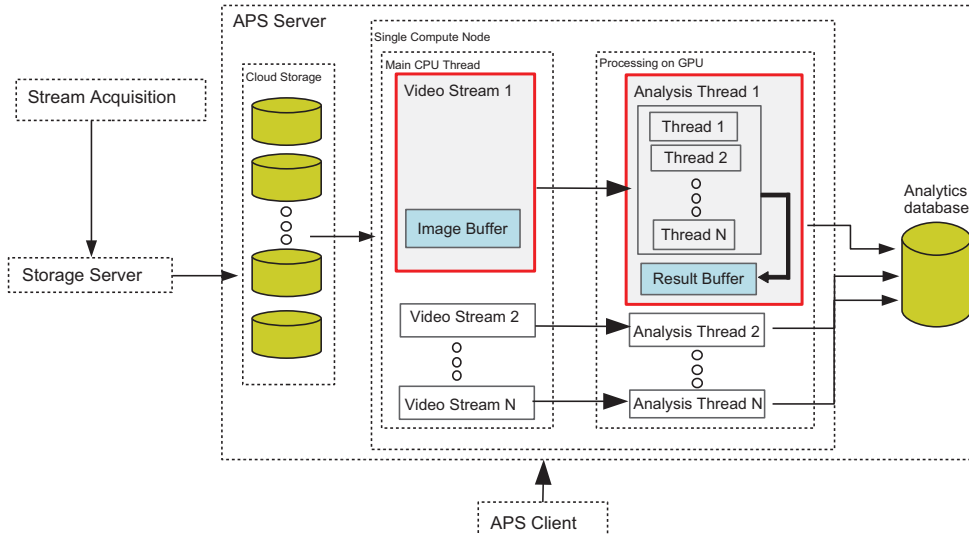 APS Server
Single Compute Node
Cloud Storage
Main CPU Thread
Processing on GPU
Stream Acquisition
Video Stream 1
Analysis Thread 1
Thread 1
Thread 2
Image Buffer
Thread N
Analytics
database
Storage Server
Result Buffer
Video Stream 2
Analysis Thread 2
Video Stream N
Analysis Thread N
APS Client